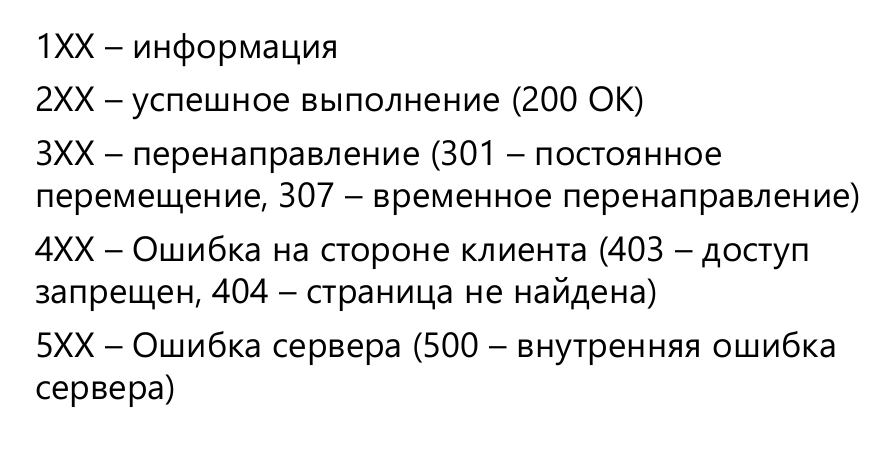 1XX – информация
2XX – успешное выполнение (200 ОК)
3XX – перенаправление (301 – постоянное
перемещение, 307 – временное перенаправление)
4XX – Ошибка на стороне клиента (403 – доступ
запрещен, 404 – страница не найдена)
5XX – Ошибка сервера (500 – внутренняя ошибка
сервера)